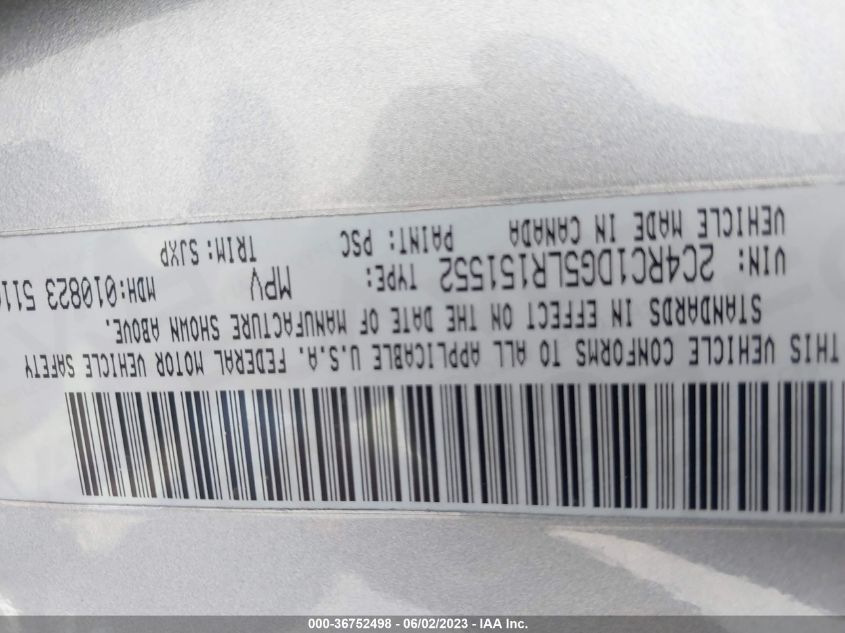 THIS VEHICLE CONFORMS TO ALL APPLICABLE U.S.A. FEDERAL MOTOR VEHICLE SAFETY
STANDARDS IN EFFECT ON THE DATE OF MANUFACTURE SHOWN ABOVE.
VIN: 2C4RC1DG5LR151552 TYPE: MPV MDH:010823 511
VEHICLE MADE IN CANADA PAINT: PSC TRIM: SJXP
000-36752498 - 06/02/2023 - IAA Inc.